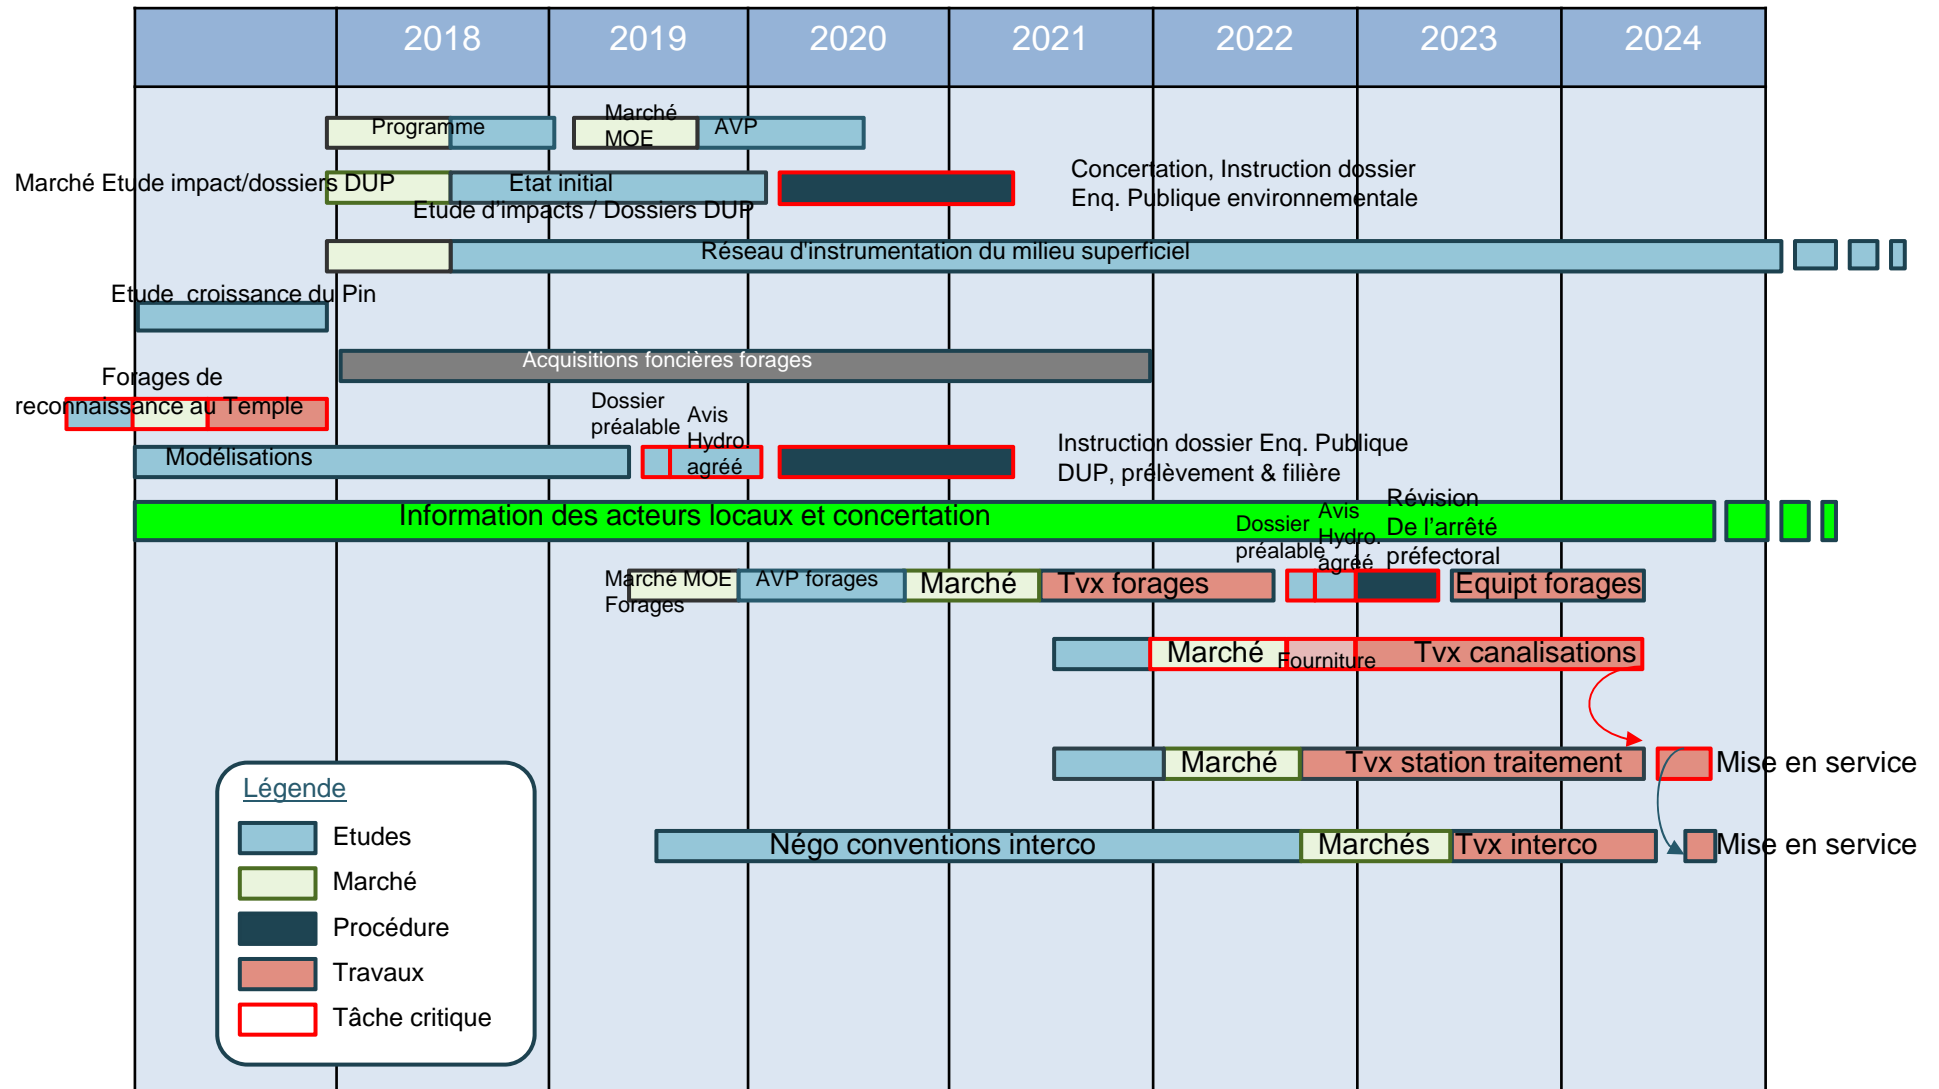 2018 2019 2020 2021 2022 2023 2024
Programme
Marché
MOE
AVP
Marché Etude impact/dossiers DUP
Etat initial
Etude d'impacts / Dossiers DUP
Concertation, Instruction dossier
Enq. Publique environnementale
Réseau d'instrumentation du milieu superficiel
Etude  croissance du Pin
Acquisitions foncières forages
Forages de
reconnaissance au Temple
Dossier
préalable
Avis
Hydro.
agréé
Modélisations
Instruction dossier Enq. Publique
DUP, prélèvement & filière
Information des acteurs locaux et concertation
Dossier
préalable
Avis
Hydro.
agréé
Révision
De l'arrêté
préfectoral
Marché MOE
Forages
AVP forages
Marché
Tvx forages
Equipt forages
Marché
Fourniture
Tvx canalisations
Marché
Tvx station traitement
Mise en service
Négo conventions interco
Marchés
Tvx interco
Mise en service
Légende
Etudes
Marché
Procédure
Travaux
Tâche critique